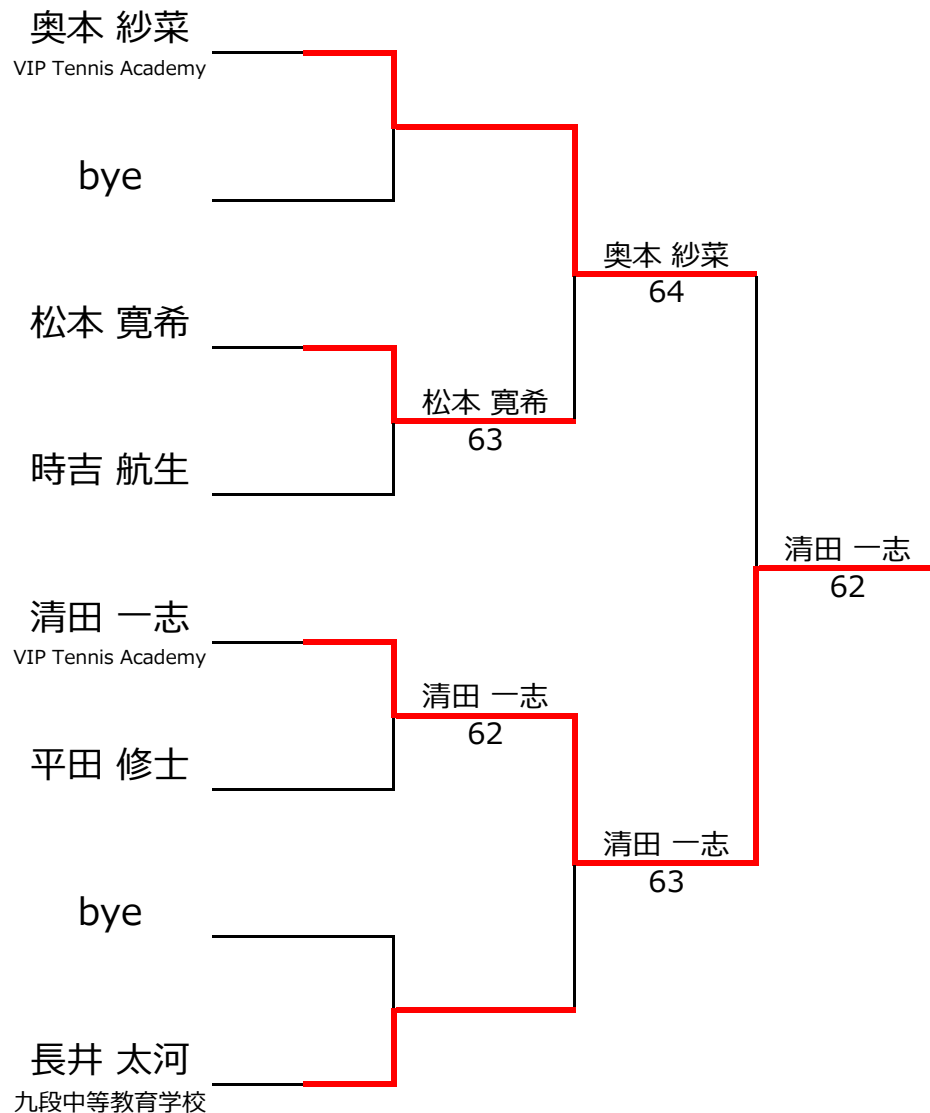 奥本 紗菜
VIP Tennis Academy
bye
奥本 紗菜
64
松本 寛希
松本 寛希
63
時吉 航生
清田 一志
62
清田 一志
VIP Tennis Academy
清田 一志
62
平田 修士
清田 一志
63
bye
長井 太河
九段中等教育学校